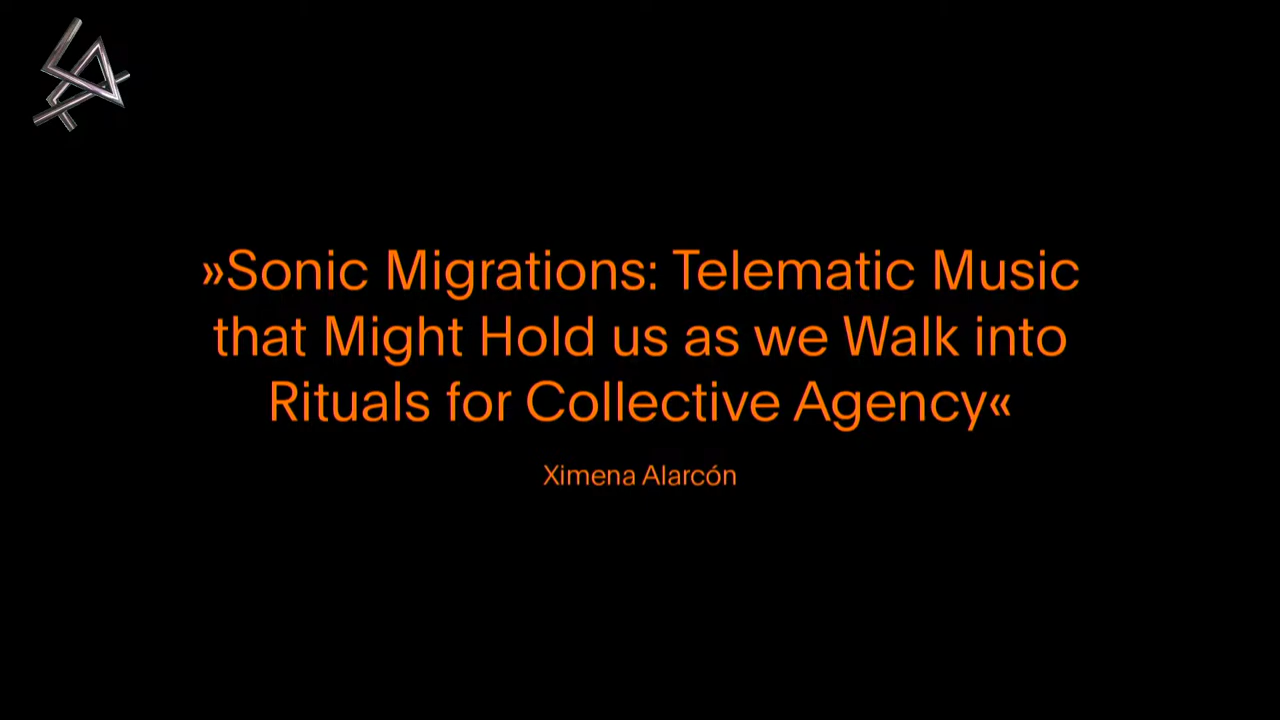 »Sonic Migrations: Telematic Music
that Might Hold us as we Walk into
Rituals for Collective Agency«
Ximena Alarcón